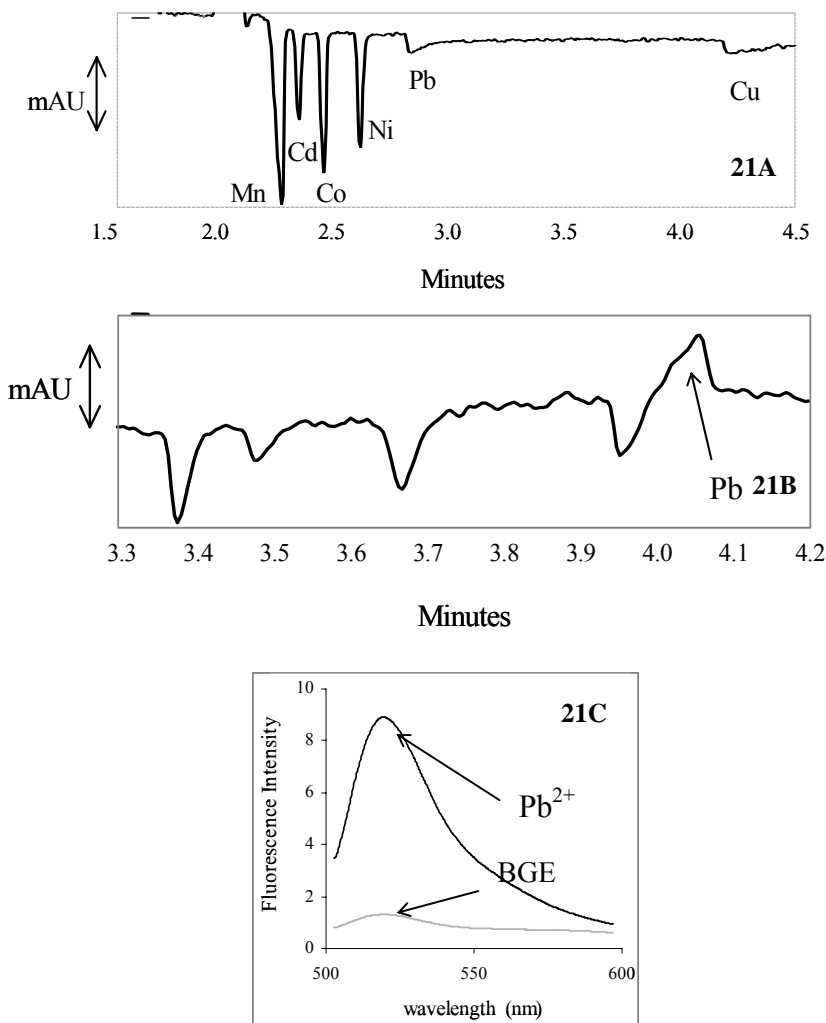 mAU
Mn
Cd
Co
Ni
Pb
Cu
21A
1.5 2.0 2.5 3.0 3.5 4.0 4.5
Minutes
mAU
Pb 21B
3.3 3.4 3.5 3.6 3.7 3.8 3.9 4.0 4.1 4.2
Minutes
21C
Fluorescence Intensity
10
8
6
4
2
0
Pb²⁺
BGE
500 550 600
wavelength (nm)